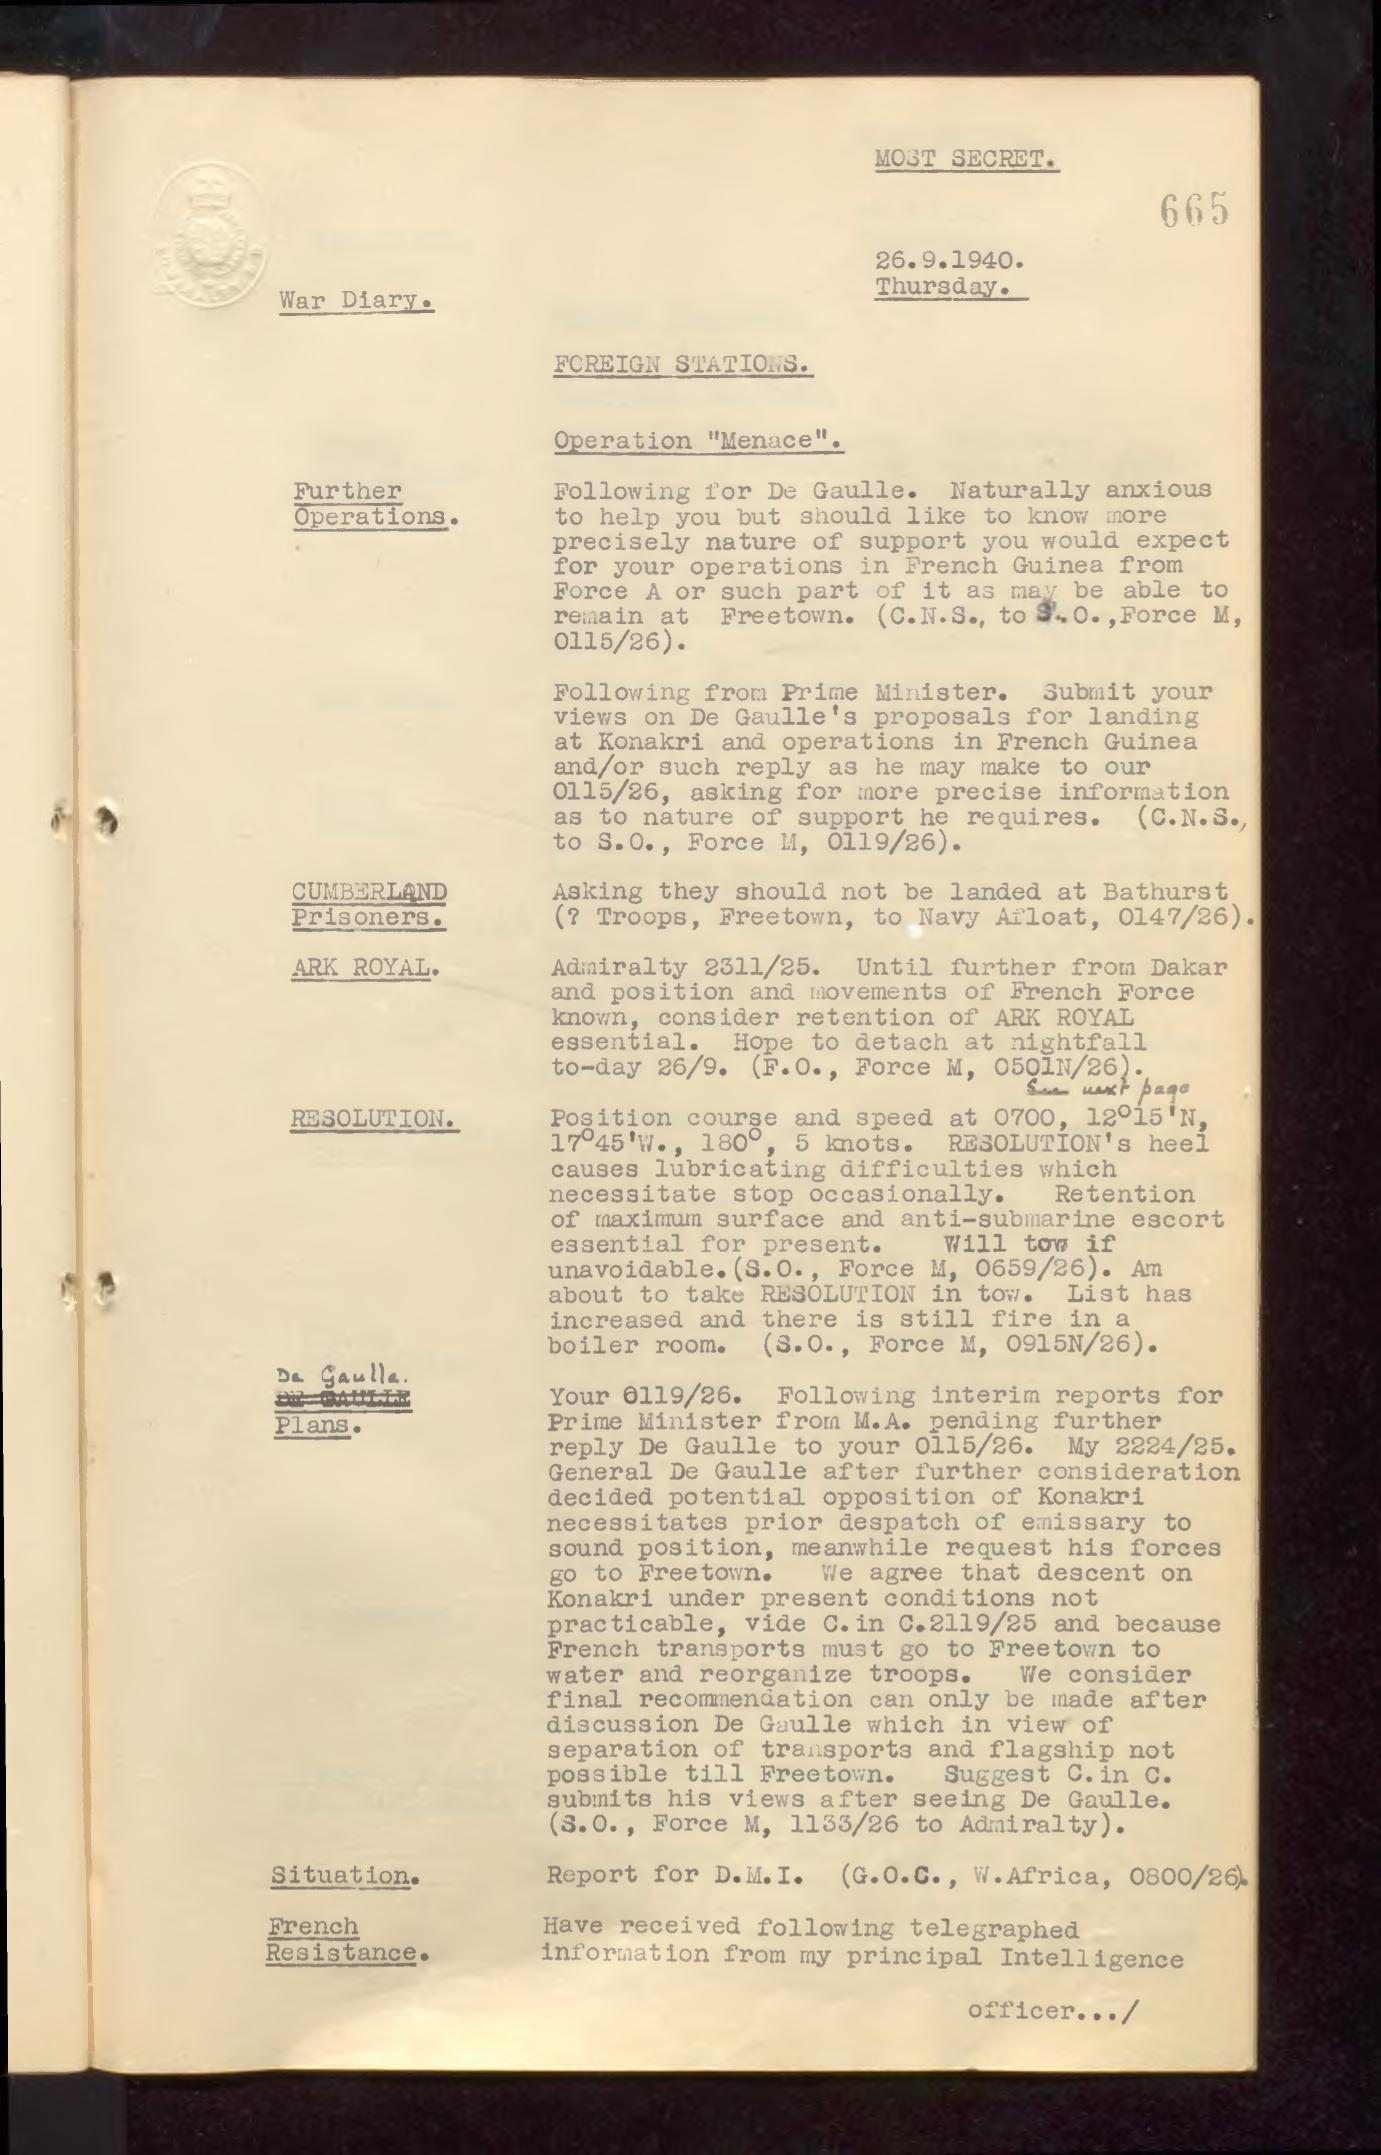 MOST SECRET.
665
26.9.1940.
Thursday.
War Diary.
FOREIGN STATIONS.
Operation "Menace".
Further
Operations.
Following for De Gaulle. Naturally anxious
to help you but should like to know more
precisely nature of support you would expect
for your operations in French Guinea from
Force A or such part of it as may be able to
remain at Freetown. (C.N.S., to S.O.,Force M,
0115/26).
Following from Prime Minister. Submit your
views on De Gaulle's proposals for landing
at Konakri and operations in French Guinea
and/or such reply as he may make to our
0115/26, asking for more precise information
as to nature of support he requires. (C.N.S.,
to S.O., Force M, 0119/26).
CUMBERLAND
Prisoners.
Asking they should not be landed at Bathurst
(? Troops, Freetown, to Navy Afloat, 0147/26).
ARK ROYAL.
Admiralty 2311/25. Until further from Dakar
and position and movements of French Force
known, consider retention of ARK ROYAL
essential. Hope to detach at nightfall
to-day 26/9. (F.O., Force M, 0501N/26).
See next page
RESOLUTION.
Position course and speed at 0700, 12°15'N,
17°45'W., 180°, 5 knots. RESOLUTION's heel
causes lubricating difficulties which
necessitate stop occasionally. Retention
of maximum surface and anti-submarine escort
essential for present. Will tow if
unavoidable.(S.O., Force M, 0659/26). Am
about to take RESOLUTION in tow. List has
increased and there is still fire in a
boiler room. (S.O., Force M, 0915N/26).
De Gaulle.
DE GAULLE
Plans.
Your 0119/26. Following interim reports for
Prime Minister from M.A. pending further
reply De Gaulle to your 0115/26. My 2224/25.
General De Gaulle after further consideration
decided potential opposition of Konakri
necessitates prior despatch of emissary to
sound position, meanwhile request his forces
go to Freetown. We agree that descent on
Konakri under present conditions not
practicable, vide C.in C.2119/25 and because
French transports must go to Freetown to
water and reorganize troops. We consider
final recommendation can only be made after
discussion De Gaulle which in view of
separation of transports and flagship not
possible till Freetown. Suggest C.in C.
submits his views after seeing De Gaulle.
(S.O., Force M, 1133/26 to Admiralty).
Situation.
Report for D.M.I. (G.O.C., W.Africa, 0800/26).
French
Resistance.
Have received following telegraphed
information from my principal Intelligence
officer.../